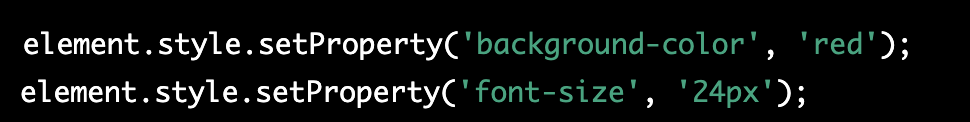 element.style.setProperty('background-color', 'red');
element.style.setProperty('font-size', '24px');